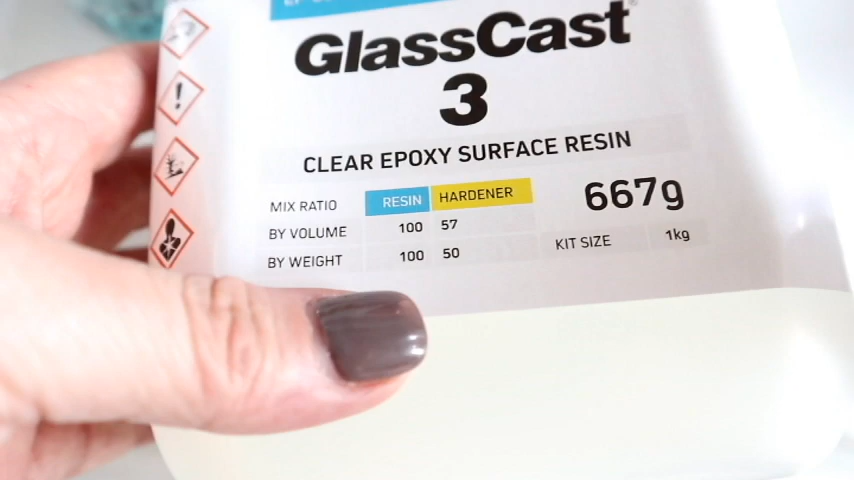 GlassCast®
3
CLEAR EPOXY SURFACE RESIN
MIX RATIO RESIN HARDENER 667g
BY VOLUME 100 57
BY WEIGHT 100 50 KIT SIZE 1kg